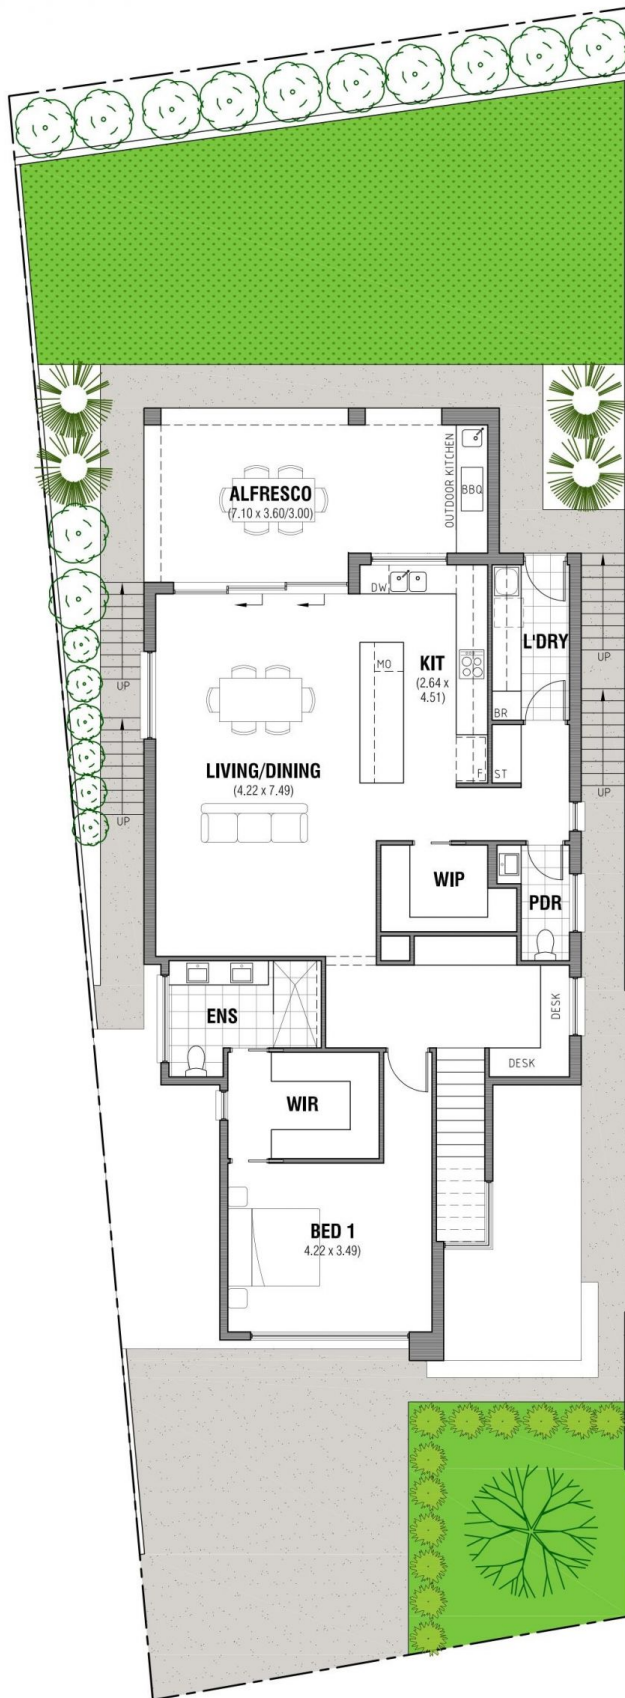 OUTDOOR KITCHEN
ALFRESCO
(7.10 x 3.60/3.00)
BBQ
DW
L'DRY
KIT
(2.64 x
4.51)
MO
UP
UP
BR
UP
UP
LIVING/DINING
(4.22 x 7.49)
F
ST
WIP
PDR
ENS
DESK
DESK
WIR
BED 1
4.22 x 3.49)